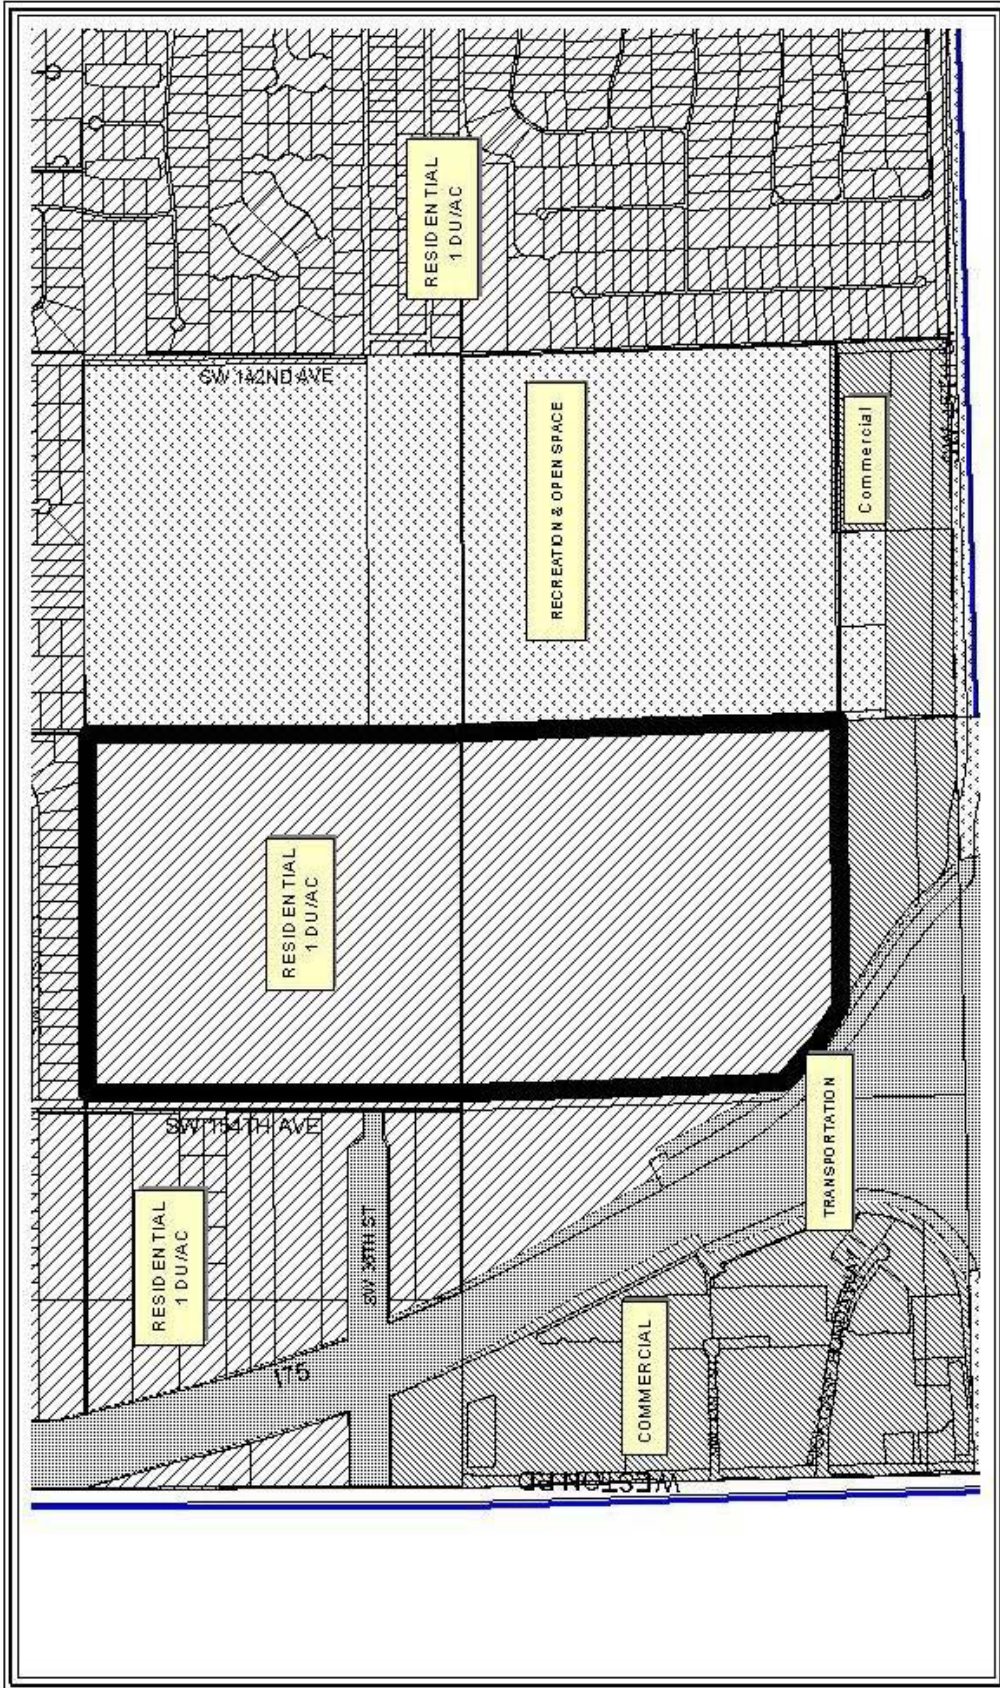 RESIDENTIAL
1 DU/AC
SW 142ND AVE
RECREATION & OPEN SPACE
Commercial
RESIDENTIAL
1 DU/AC
SW 154TH AVE
RESIDENTIAL
1 DU/AC
SW 36TH ST
TRANSPORTATION
I75
COMMERCIAL
WESTON RD